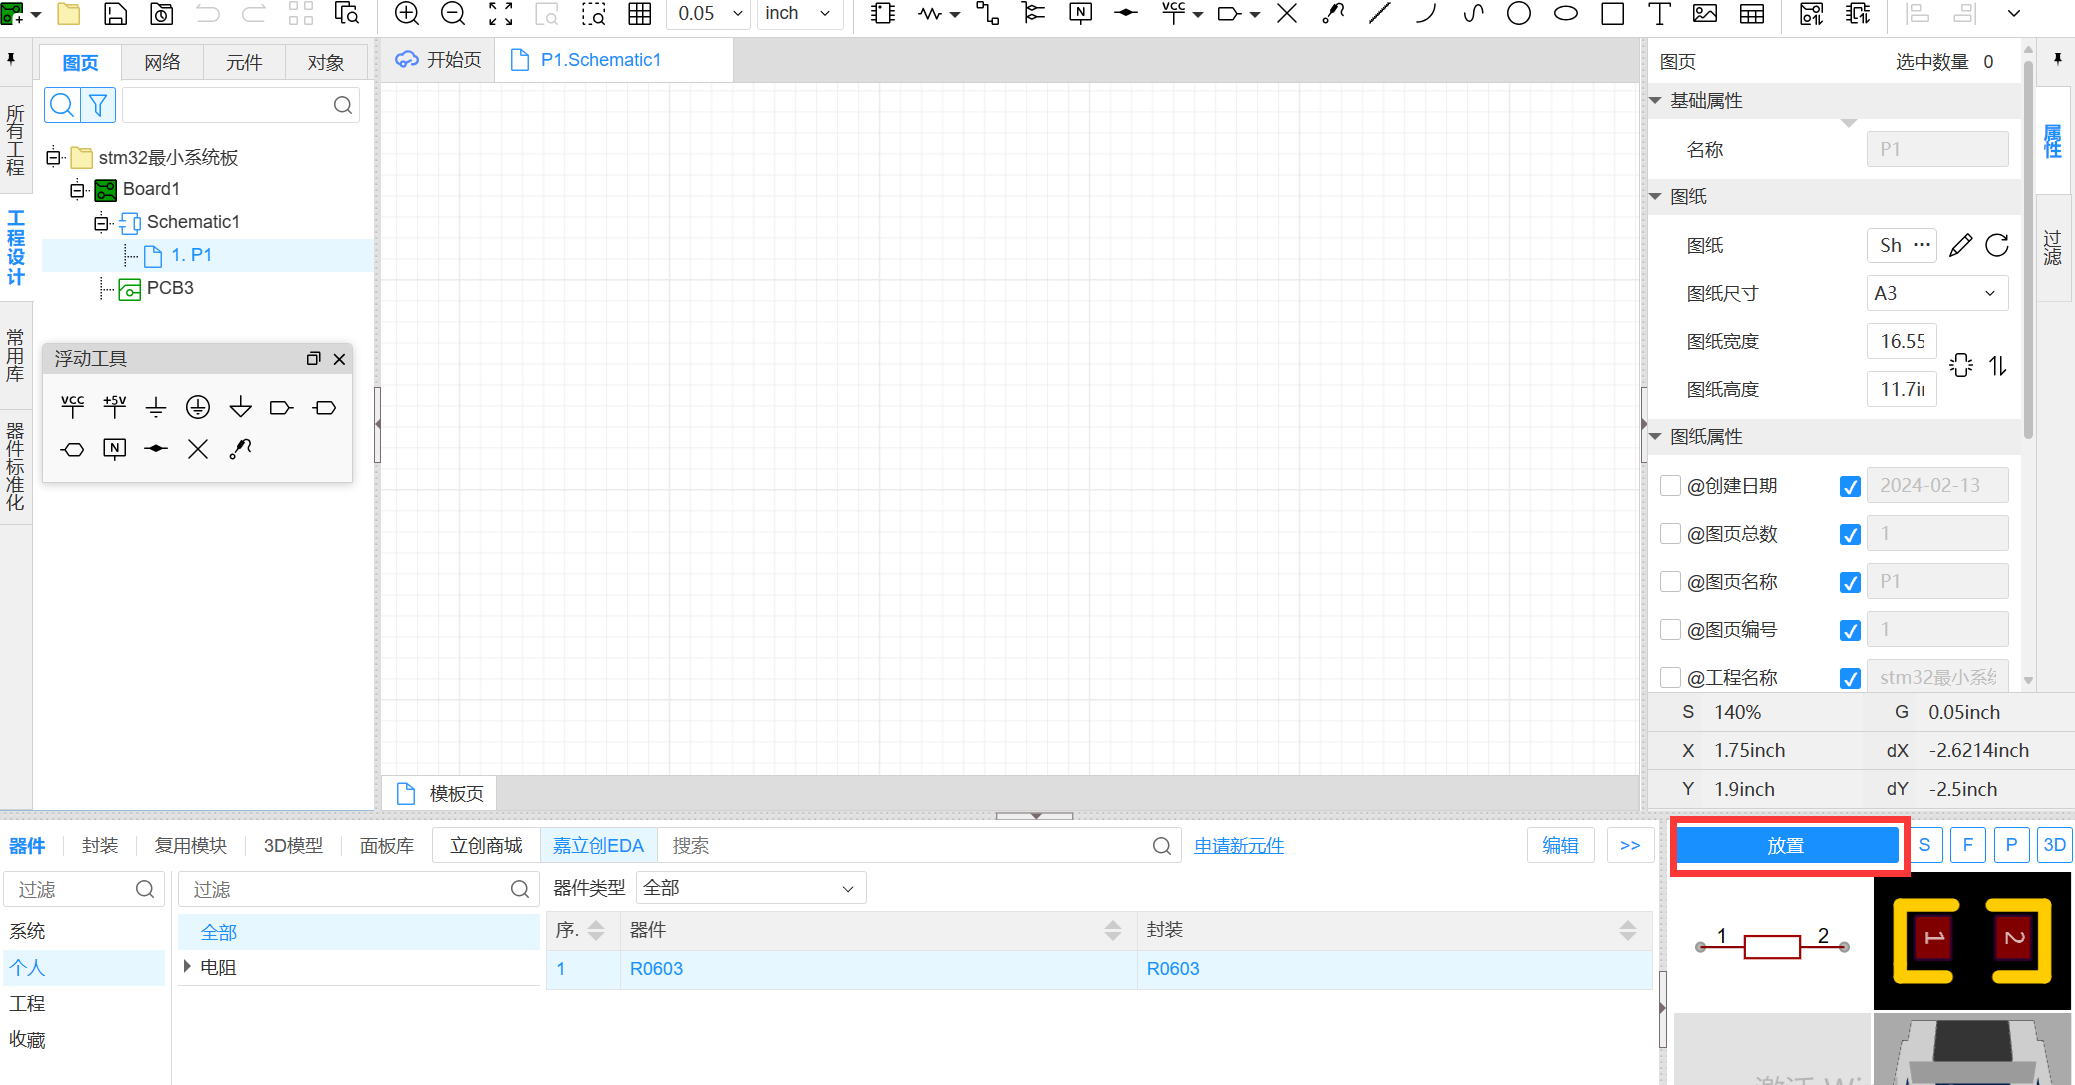 0.05
inch
VCC
N
图页
网络
元件
对象
开始页
P1.Schematic1
图页
选中数量 0
所有工程
工程设计
常用库
器件标准化
stm32最小系统板
Board1
Schematic1
1. P1
PCB3
浮动工具
VCC
+5V
N
基础属性
名称
P1
图纸
图纸
Sh ···
图纸尺寸
A3
图纸宽度
16.55
图纸高度
11.7i
图纸属性
@创建日期
2024-02-13
@图页总数
1
@图页名称
P1
@图页编号
1
@工程名称
stm32最小系
属性
过滤
S 140%
G 0.05inch
X 1.75inch
dX -2.6214inch
Y 1.9inch
dY -2.5inch
模板页
器件
封装
复用模块
3D模型
面板库
立创商城
嘉立创EDA
搜索
申请新元件
编辑
>>
放置
S
F
P
3D
过滤
过滤
器件类型
全部
系统
个人
工程
收藏
全部
电阻
序.
器件
封装
1
R0603
R0603
1
2
1
2
激活 Wi